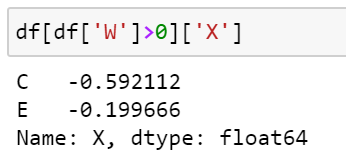 df[df['W']>0]['X']
C   -0.592112
E   -0.199666
Name: X, dtype: float64